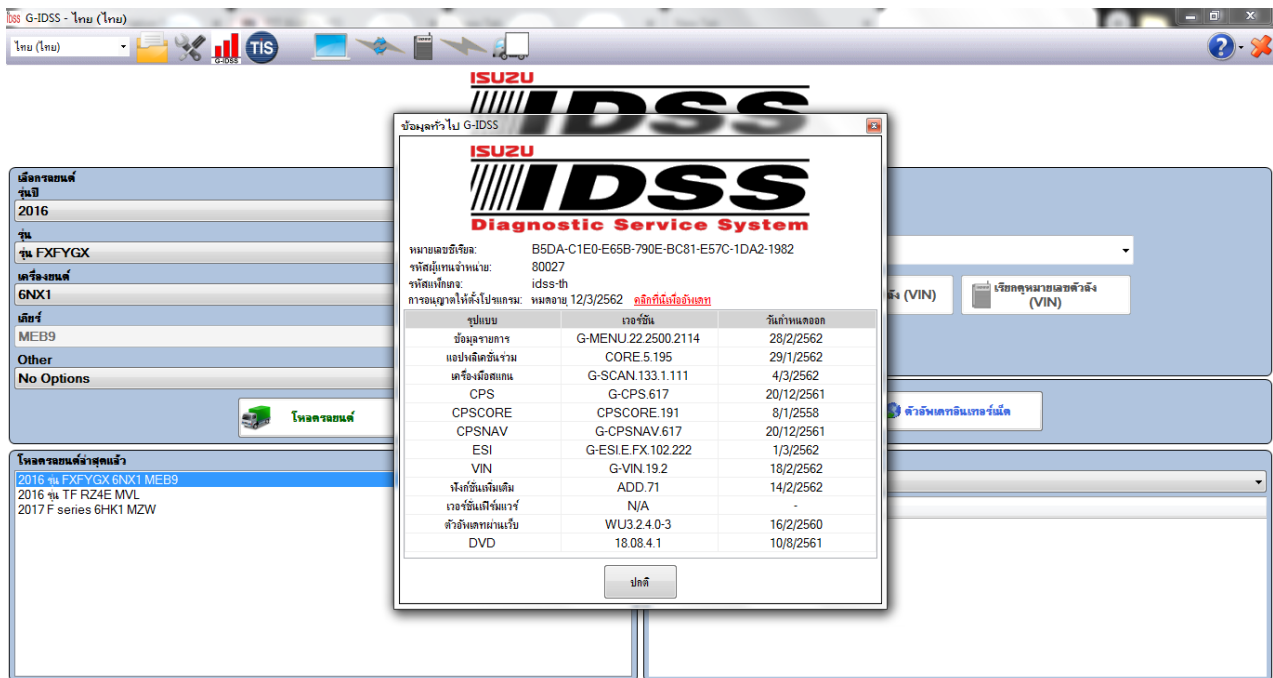 G-IDSS - ไทย (ไทย)
ไทย (ไทย)
G-IDSS
TIS
ISUZU
IDSS
เลือกรถยนต์
รุ่นปี
2016
รุ่น
รุ่น FXFYGX
เครื่องยนต์
6NX1
เกียร์
MEB9
Other
No Options
โหลดรถยนต์
(VIN)
เรียกดูหมายเลขตัวถัง
(VIN)
ตัวอัพเดทอินเทอร์เน็ต
โหลดรถยนต์ล่าสุดแล้ว
2016 รุ่น FXFYGX 6NX1 MEB9
2016 รุ่น TF RZ4E MVL
2017 F series 6HK1 MZW
ข้อมูลทั่วไป G-IDSS
ISUZU
IDSS
Diagnostic Service System
หมายเลขซีเรียล: B5DA-C1E0-E65B-790E-BC81-E57C-1DA2-1982
รหัสผู้แทนจำหน่าย: 80027
รหัสแพ็กเกจ: idss-th
การอนุญาตให้ตั้งโปรแกรม: หมดอายุ 12/3/2562 คลิกที่นี่เพื่ออัพเดท
รูปแบบ เวอร์ชัน วันกำหนดออก
ข้อมูลรายการ G-MENU.22.2500.2114 28/2/2562
แอปพลิเคชั่นร่วม CORE.5.195 29/1/2562
เครื่องมือสแกน G-SCAN.133.1.111 4/3/2562
CPS G-CPS.617 20/12/2561
CPSCORE CPSCORE.191 8/1/2558
CPSNAV G-CPSNAV.617 20/12/2561
ESI G-ESI.E.FX.102.222 1/3/2562
VIN G-VIN.19.2 18/2/2562
ฟังก์ชั่นเพิ่มเติม ADD.71 14/2/2562
เวอร์ชั่นเฟิร์มแวร์ N/A -
ตัวอัพเดทผ่านเว็บ WU3.2.4.0-3 16/2/2560
DVD 18.08.4.1 10/8/2561
ปกติ